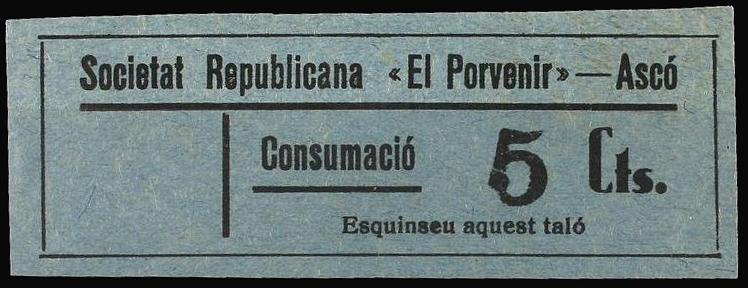 Societat Republicana «El Porvenir»—Ascó
Consumació 5 Cts.
Esquinseu aquest taló